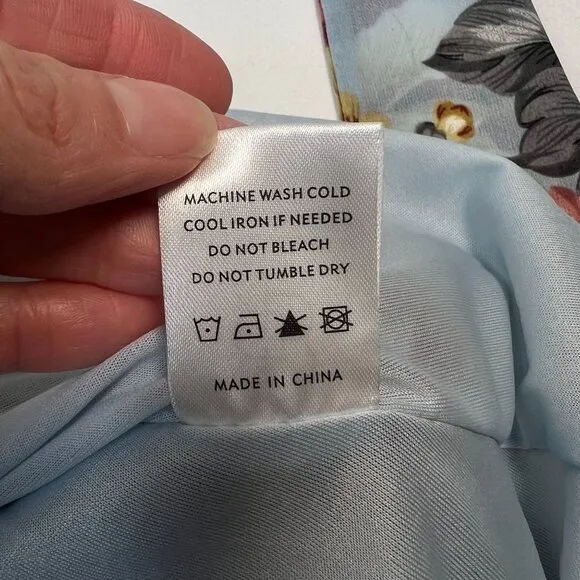 MACHINE WASH COLD
COOL IRON IF NEEDED
DO NOT BLEACH
DO NOT TUMBLE DRY
MADE IN CHINA